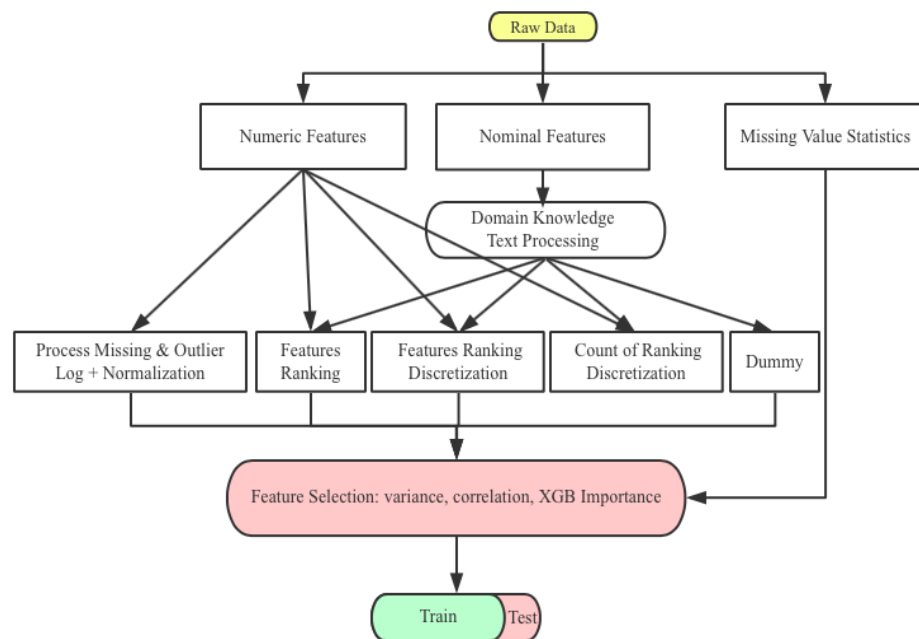 Raw Data
Numeric Features
Nominal Features
Missing Value Statistics
Domain Knowledge
Text Processing
Process Missing & Outlier
Log + Normalization
Features
Ranking
Features Ranking
Discretization
Count of Ranking
Discretization
Dummy
Feature Selection: variance, correlation, XGB Importance
Train
Test